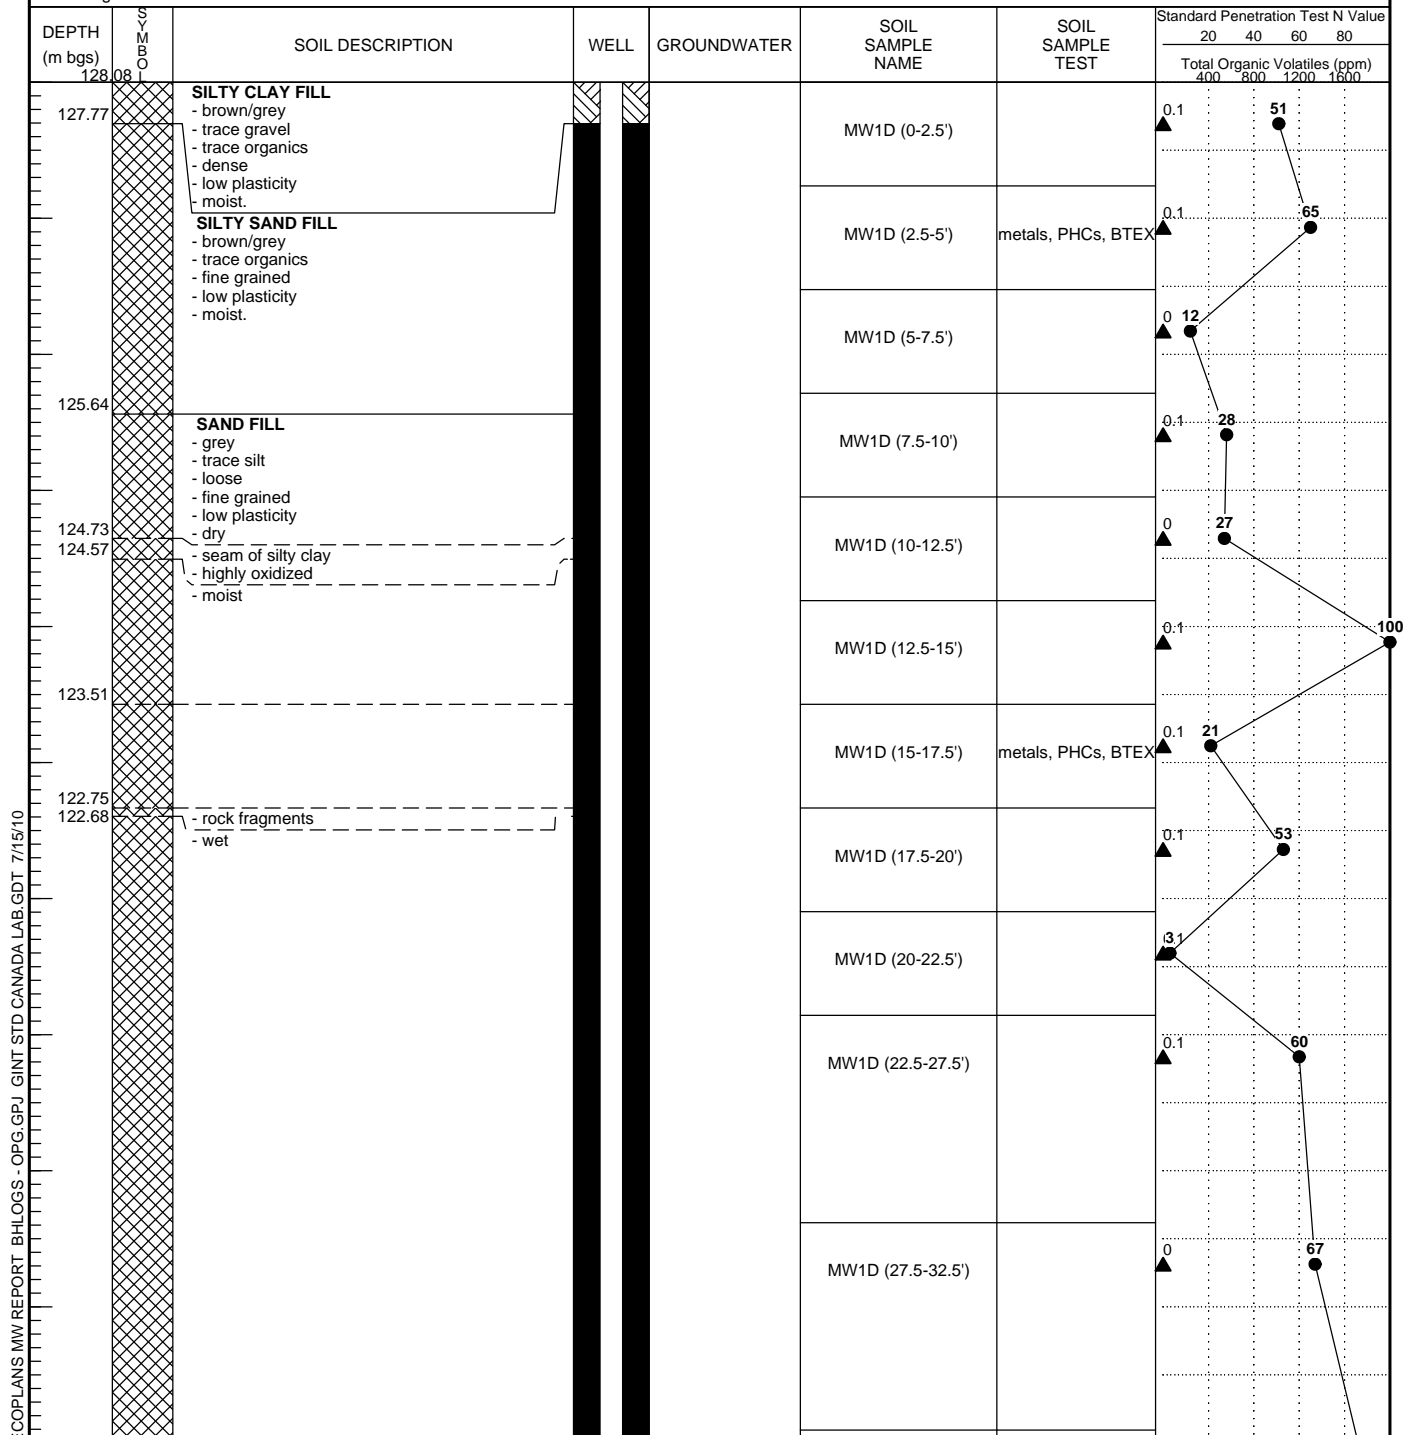 DEPTH
(m bgs)
SYMBOL
SOIL DESCRIPTION
WELL
GROUNDWATER
SOIL
SAMPLE
NAME
SOIL
SAMPLE
TEST
Standard Penetration Test N Value
20 40 60 80
Total Organic Volatiles (ppm)
400 800 1200 1600
128.08
SILTY CLAY FILL
- brown/grey
- trace gravel
- trace organics
- dense
- low plasticity
- moist.
127.77
SILTY SAND FILL
- brown/grey
- trace organics
- fine grained
- low plasticity
- moist.
125.64
SAND FILL
- grey
- trace silt
- loose
- fine grained
- low plasticity
- dry
124.73
- seam of silty clay
- highly oxidized
124.57
- moist
123.51
122.75
- rock fragments
122.68
- wet
MW1D (0-2.5')
0.1 51
MW1D (2.5-5') metals, PHCs, BTEX
0.1 65
MW1D (5-7.5')
0 12
MW1D (7.5-10')
0.1 28
MW1D (10-12.5')
0 27
MW1D (12.5-15')
0.1 100
MW1D (15-17.5') metals, PHCs, BTEX
0.1 21
MW1D (17.5-20')
0.1 53
MW1D (20-22.5')
3
MW1D (22.5-27.5')
0.1 60
MW1D (27.5-32.5')
0 67
ECOPLANS MW REPORT BHLOGS - OPG.GPJ GINT STD CANADA LAB.GDT 7/15/10